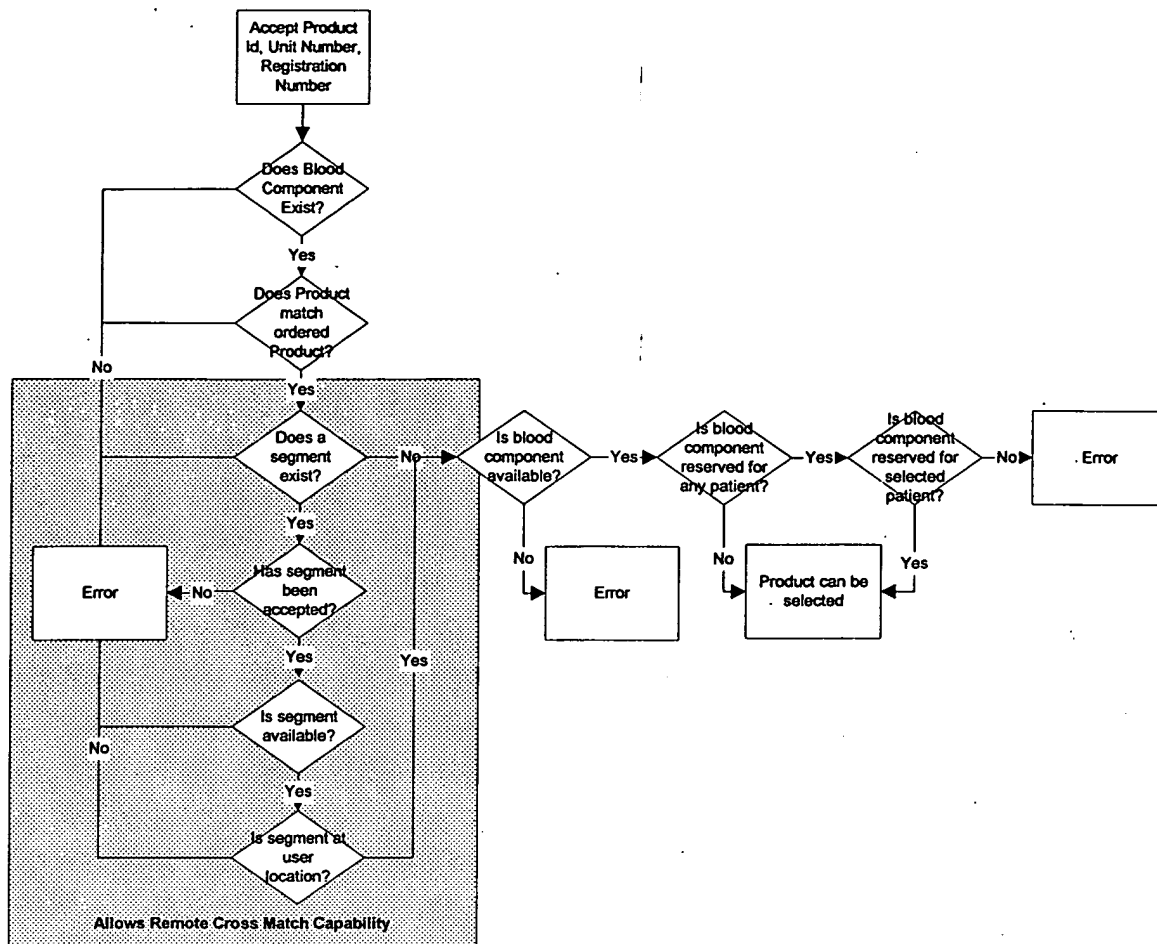 Accept Product
Id, Unit Number,
Registration
Number
Does Blood
Component
Exist?
Yes
Does Product
match
ordered
Product?
No
Yes
Does a
segment
exist?
No
Is blood
component
available?
Yes
Is blood
component
reserved for
any patient?
Yes
Is blood
component
reserved for
selected
patient?
No
Error
Yes
No
No
Yes
Error
Has segment
been
accepted?
No
Error
Product can be
selected
Yes
Yes
Is segment
available?
No
Yes
Is segment at
user
location?
Allows Remote Cross Match Capability